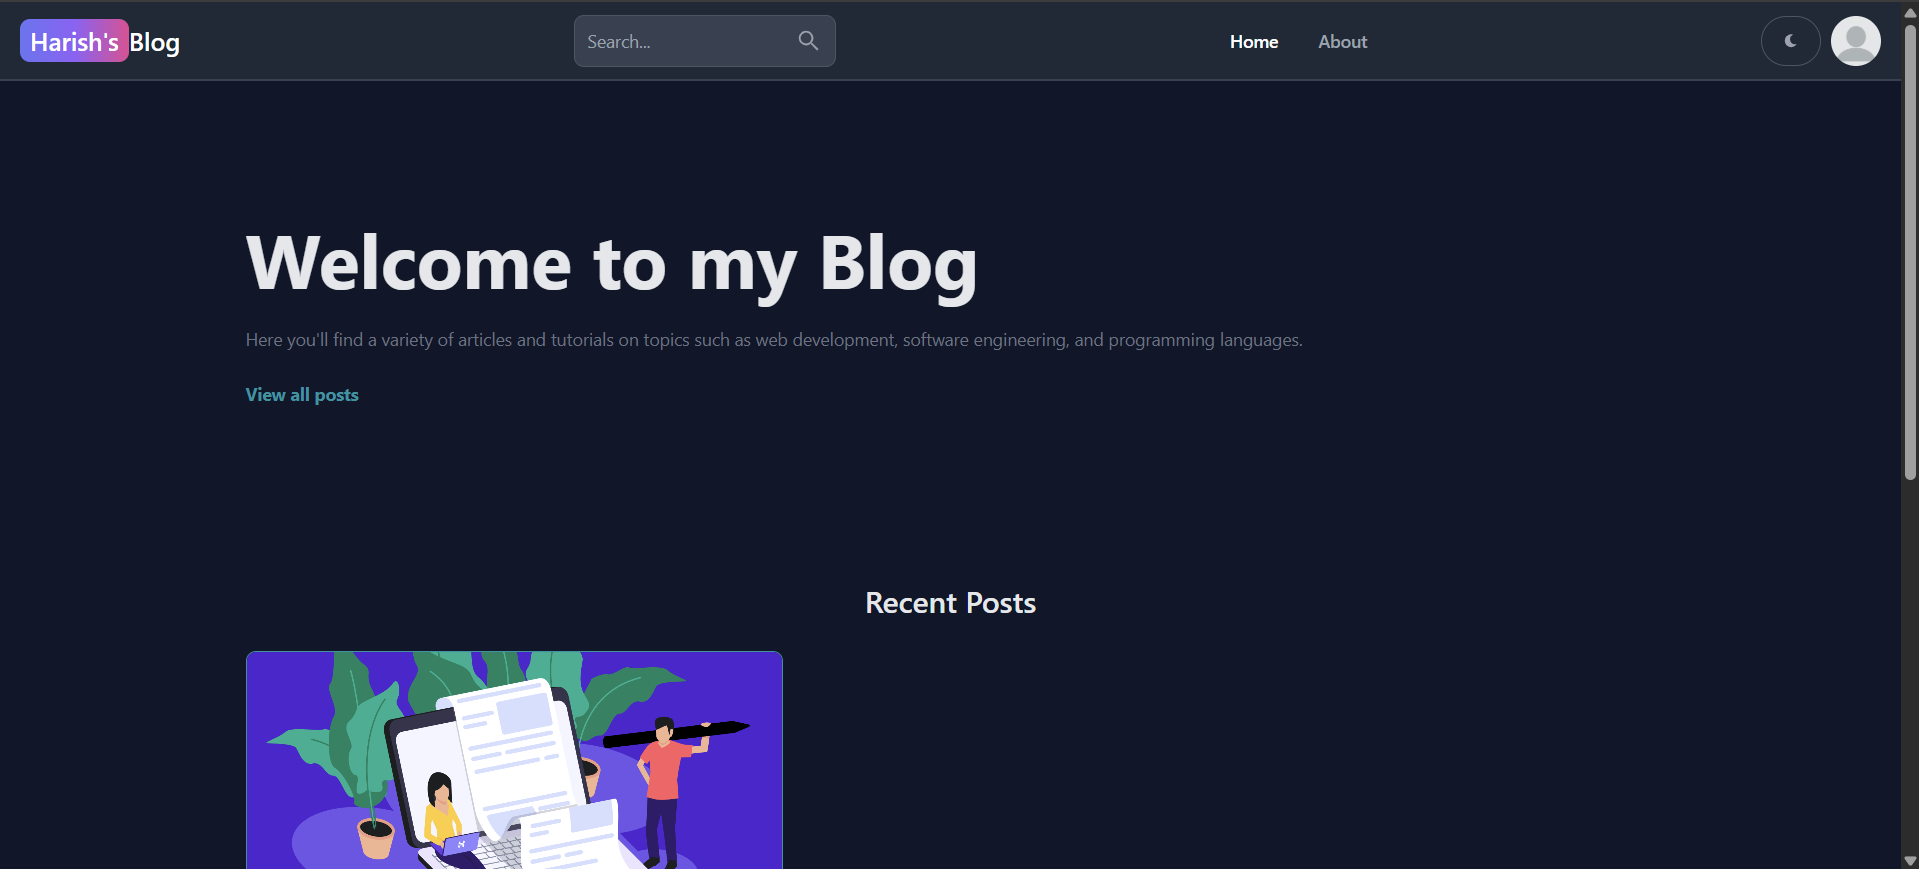 Harish's Blog
Search...
Home
About
Welcome to my Blog
Here you'll find a variety of articles and tutorials on topics such as web development, software engineering, and programming languages.
View all posts
Recent Posts
N